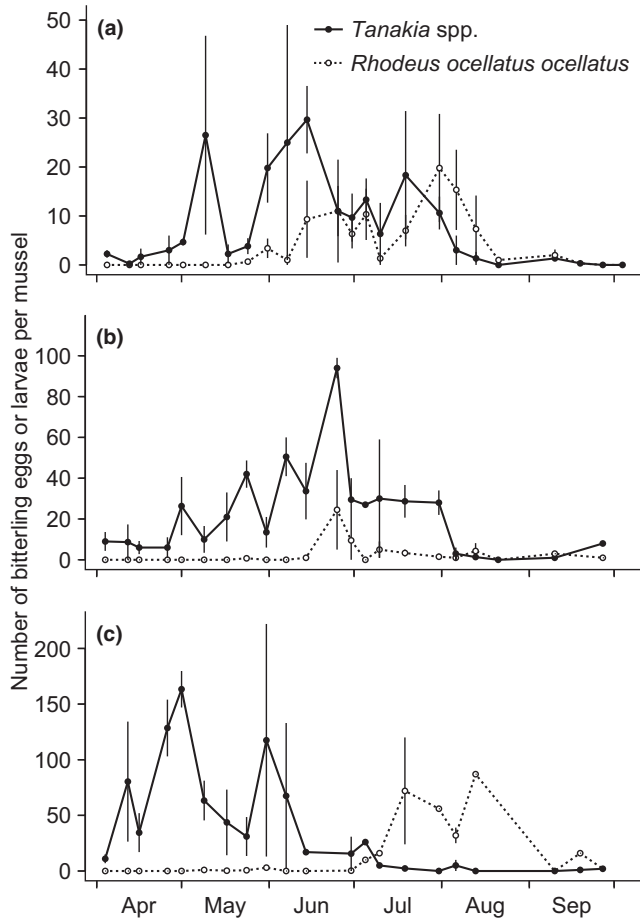 Number of bitterling eggs or larvae per mussel
(a)
Tanakia spp.
Rhodeus ocellatus ocellatus
50
40
30
20
10
0
(b)
100
80
60
40
20
0
(c)
200
150
100
50
0
Apr May Jun Jul Aug Sep